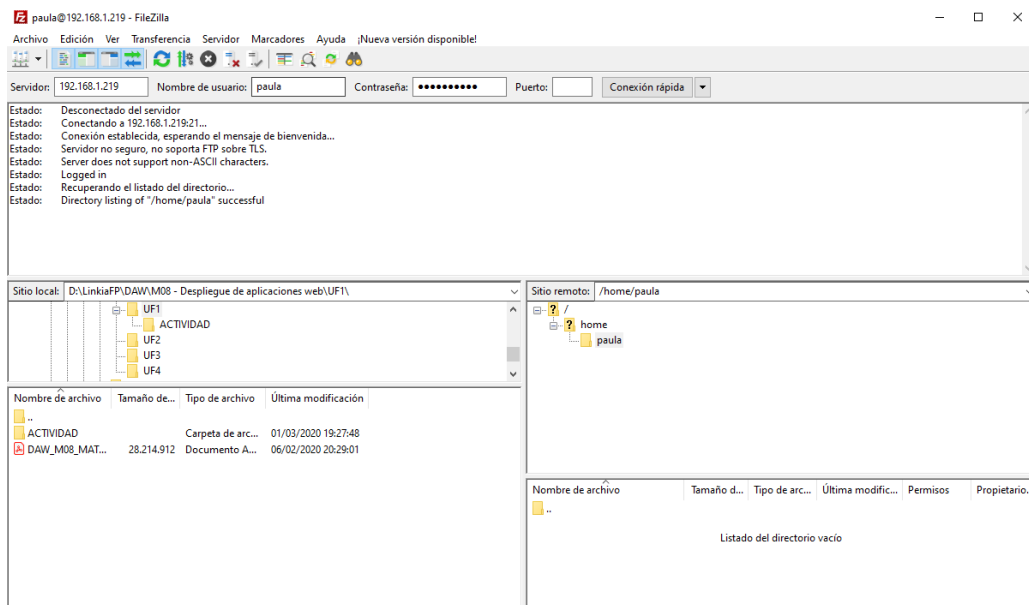 paula@192.168.1.219 - FileZilla
Archivo Edición Ver Transferencia Servidor Marcadores Ayuda ¡Nueva versión disponible!
Servidor: 192.168.1.219 Nombre de usuario: paula Contraseña: ●●●●●●●●●● Puerto: Conexión rápida
Estado: Desconectado del servidor
Estado: Conectando a 192.168.1.219:21...
Estado: Conexión establecida, esperando el mensaje de bienvenida...
Estado: Servidor no seguro, no soporta FTP sobre TLS.
Estado: Server does not support non-ASCII characters.
Estado: Logged in
Estado: Recuperando el listado del directorio...
Estado: Directory listing of "/home/paula" successful
Sitio local: D:\LinkiaFP\DAW\M08 - Despliegue de aplicaciones web\UF1\
UF1
ACTIVIDAD
UF2
UF3
UF4
Nombre de archivo Tamaño de... Tipo de archivo Última modificación
..
ACTIVIDAD Carpeta de arc... 01/03/2020 19:27:48
DAW_M08_MAT... 28.214.912 Documento A... 06/02/2020 20:29:01
Sitio remoto: /home/paula
/
home
paula
Nombre de archivo Tamaño d... Tipo de arc... Última modific... Permisos Propietario...
..
Listado del directorio vacío